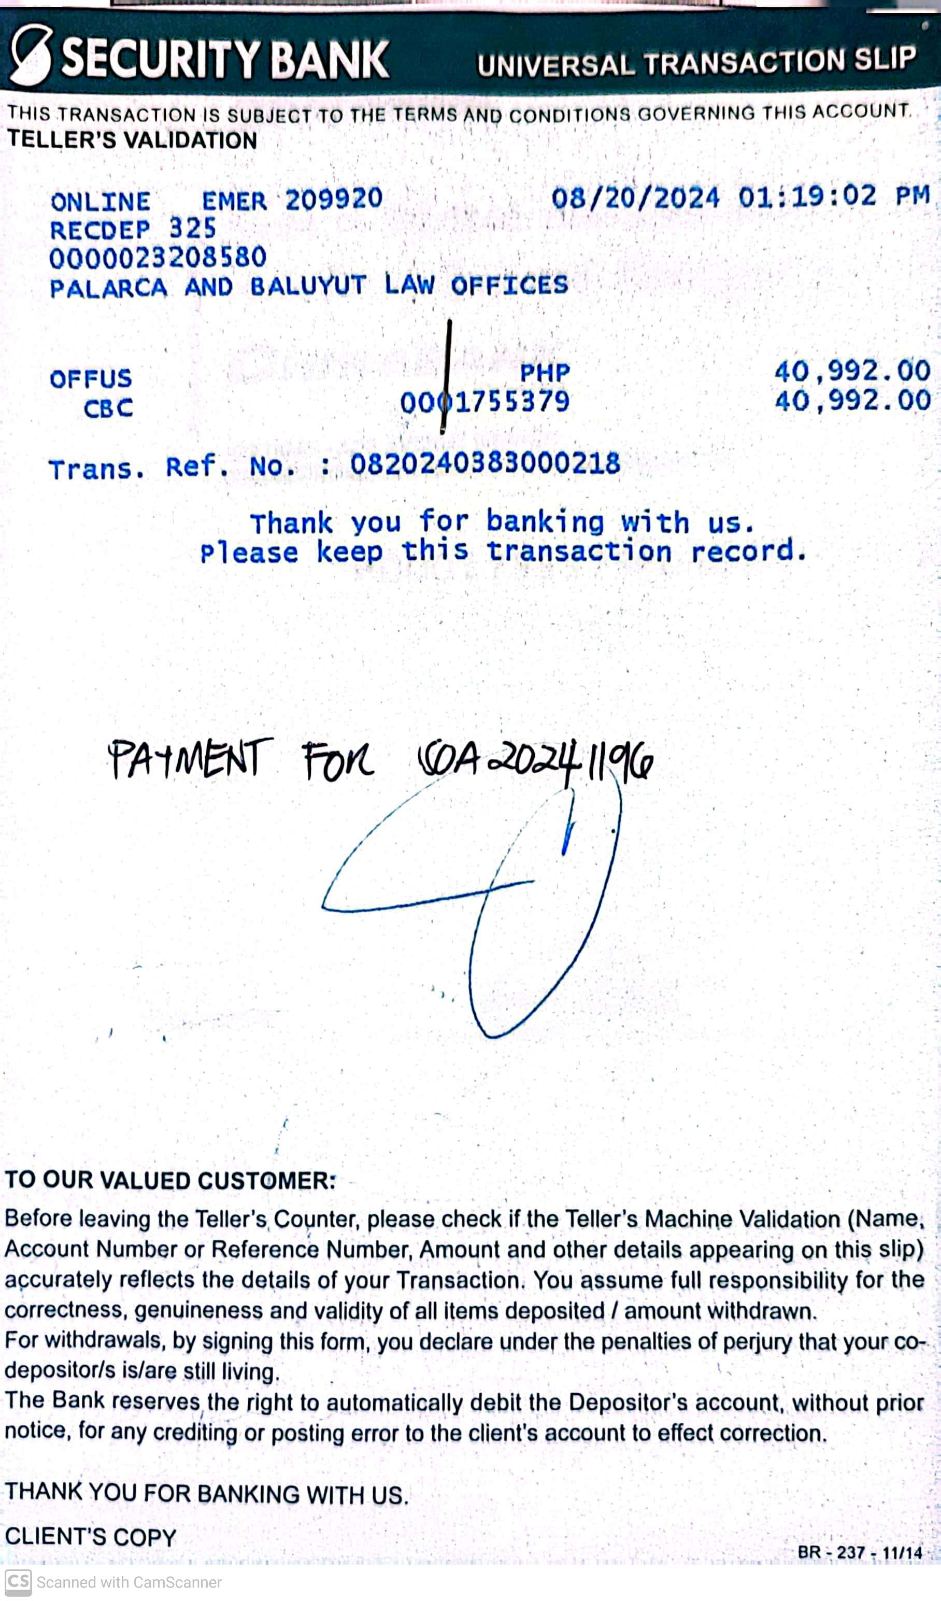 SECURITY BANK
UNIVERSAL TRANSACTION SLIP
THIS TRANSACTION IS SUBJECT TO THE TERMS AND CONDITIONS GOVERNING THIS ACCOUNT.
TELLER'S VALIDATION
ONLINE EMER 209920 08/20/2024 01:19:02 PM
RECDEP 325
0000023208580
PALARCA AND BALUYUT LAW OFFICES
OFFUS PHP 40,992.00
CBC 0001755379 40,992.00
Trans. Ref. No. : 0820240383000218
Thank you for banking with us.
Please keep this transaction record.
PAYMENT FOR SOA 20241196
TO OUR VALUED CUSTOMER:
Before leaving the Teller's Counter, please check if the Teller's Machine Validation (Name,
Account Number or Reference Number, Amount and other details appearing on this slip)
accurately reflects the details of your Transaction. You assume full responsibility for the
correctness, genuineness and validity of all items deposited / amount withdrawn.
For withdrawals, by signing this form, you declare under the penalties of perjury that your co-
depositor/s is/are still living.
The Bank reserves the right to automatically debit the Depositor's account, without prior
notice, for any crediting or posting error to the client's account to effect correction.
THANK YOU FOR BANKING WITH US.
CLIENT'S COPY
BR - 237 - 11/14
CS Scanned with CamScanner